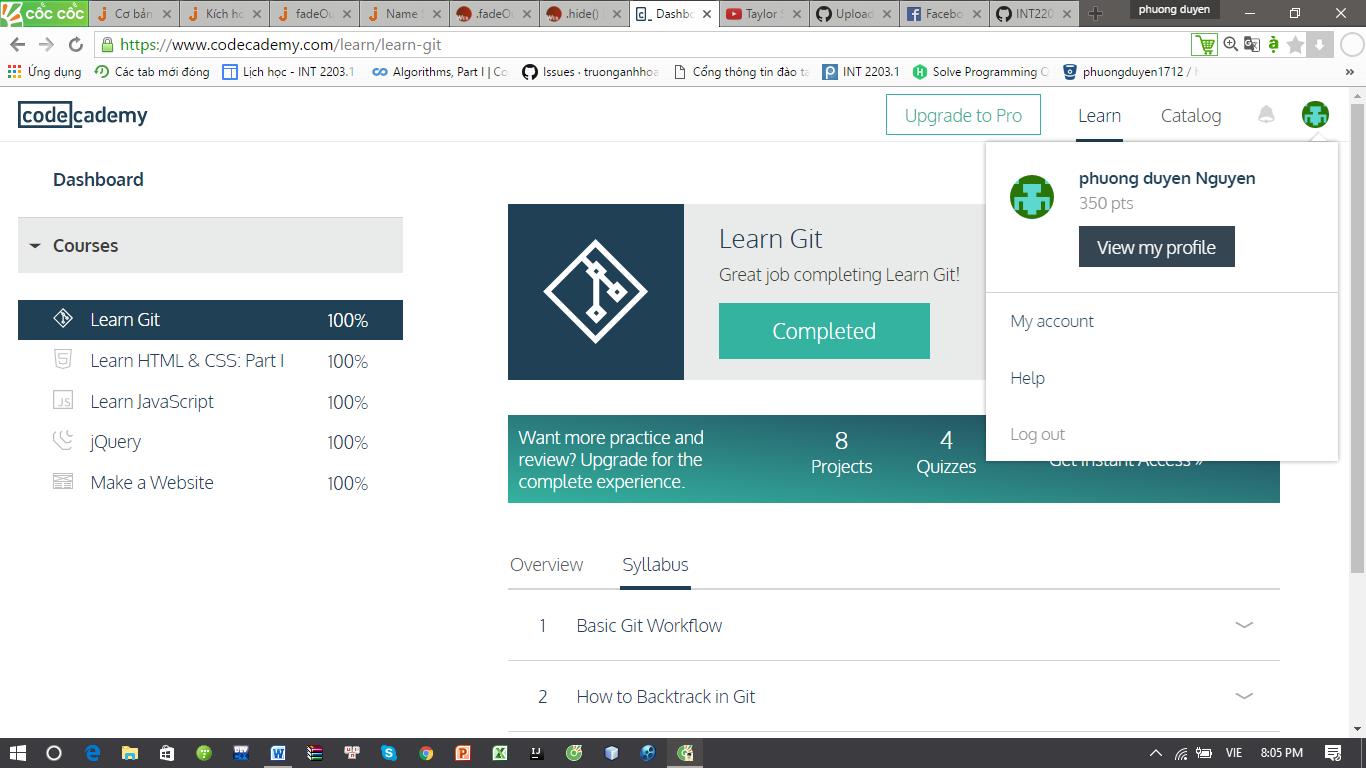 CỐC CỐC
Cơ bản
Kích ho
fadeOu
Name S
.fadeOu
.hide()
Dashbo
Taylor S
Upload
Facebo
INT220
phuong duyen
https://www.codecademy.com/learn/learn-git
Ứng dụng
Các tab mới đóng
Lịch học - INT 2203.1
Algorithms, Part I | Co
Issues · truonganhhoa
Cổng thông tin đào tạ
INT 2203.1
Solve Programming Q
phuongduyen1712 / h
»
codecademy
Upgrade to Pro
Learn
Catalog
Dashboard
phuong duyen Nguyen
350 pts
View my profile
My account
Help
Log out
Courses
Learn Git 100%
Learn HTML & CSS: Part I 100%
Learn JavaScript 100%
jQuery 100%
Make a Website 100%
Learn Git
Great job completing Learn Git!
Completed
Want more practice and
review? Upgrade for the
complete experience.
8
Projects
4
Quizzes
Get Instant Access »
Overview
Syllabus
1 Basic Git Workflow
2 How to Backtrack in Git
VIE
8:05 PM